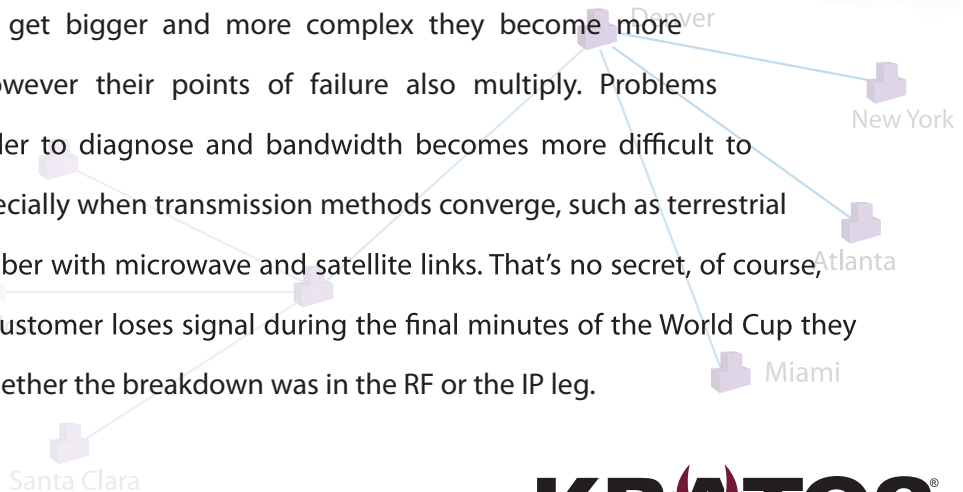 get bigger and more complex they become more
Denver
owever their points of failure also multiply. Problems
New York
der to diagnose and bandwidth becomes more difficult to
ecially when transmission methods converge, such as terrestrial
ber with microwave and satellite links. That's no secret, of course,
Atlanta
ustomer loses signal during the final minutes of the World Cup they
ether the breakdown was in the RF or the IP leg.
Miami
Santa Clara
KRATOS®